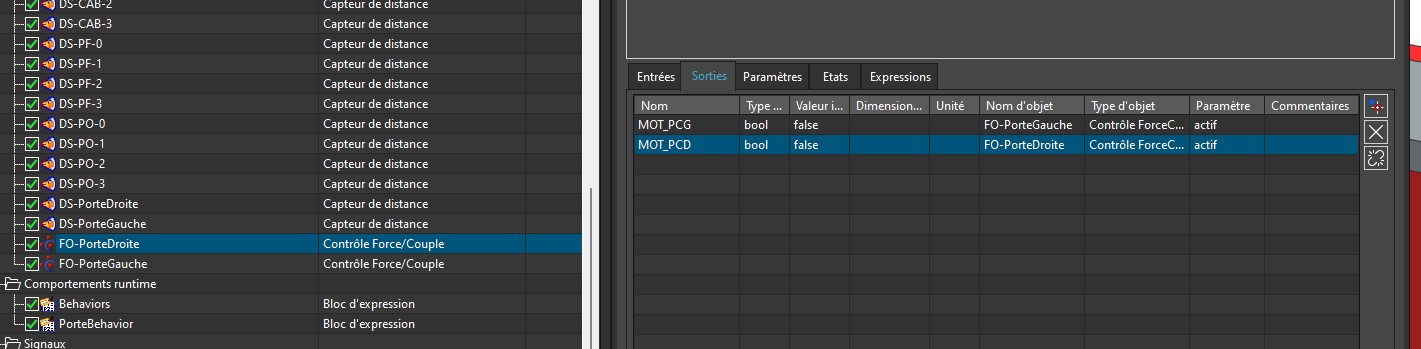 DS-CAB-2 Capteur de distance
DS-CAB-3 Capteur de distance
DS-PF-0 Capteur de distance
DS-PF-1 Capteur de distance
DS-PF-2 Capteur de distance
DS-PF-3 Capteur de distance
DS-PO-0 Capteur de distance
DS-PO-1 Capteur de distance
DS-PO-2 Capteur de distance
DS-PO-3 Capteur de distance
DS-PorteDroite Capteur de distance
DS-PorteGauche Capteur de distance
FO-PorteDroite Contrôle Force/Couple
FO-PorteGauche Contrôle Force/Couple
Comportements runtime
Behaviors Bloc d'expression
PorteBehavior Bloc d'expression
Signaux
Entrées Sorties Paramètres Etats Expressions
Nom Type ... Valeur i... Dimension... Unité Nom d'objet Type d'objet Paramètre Commentaires
MOT_PCG bool false FO-PorteGauche Contrôle ForceC... actif
MOT_PCD bool false FO-PorteDroite Contrôle ForceC... actif